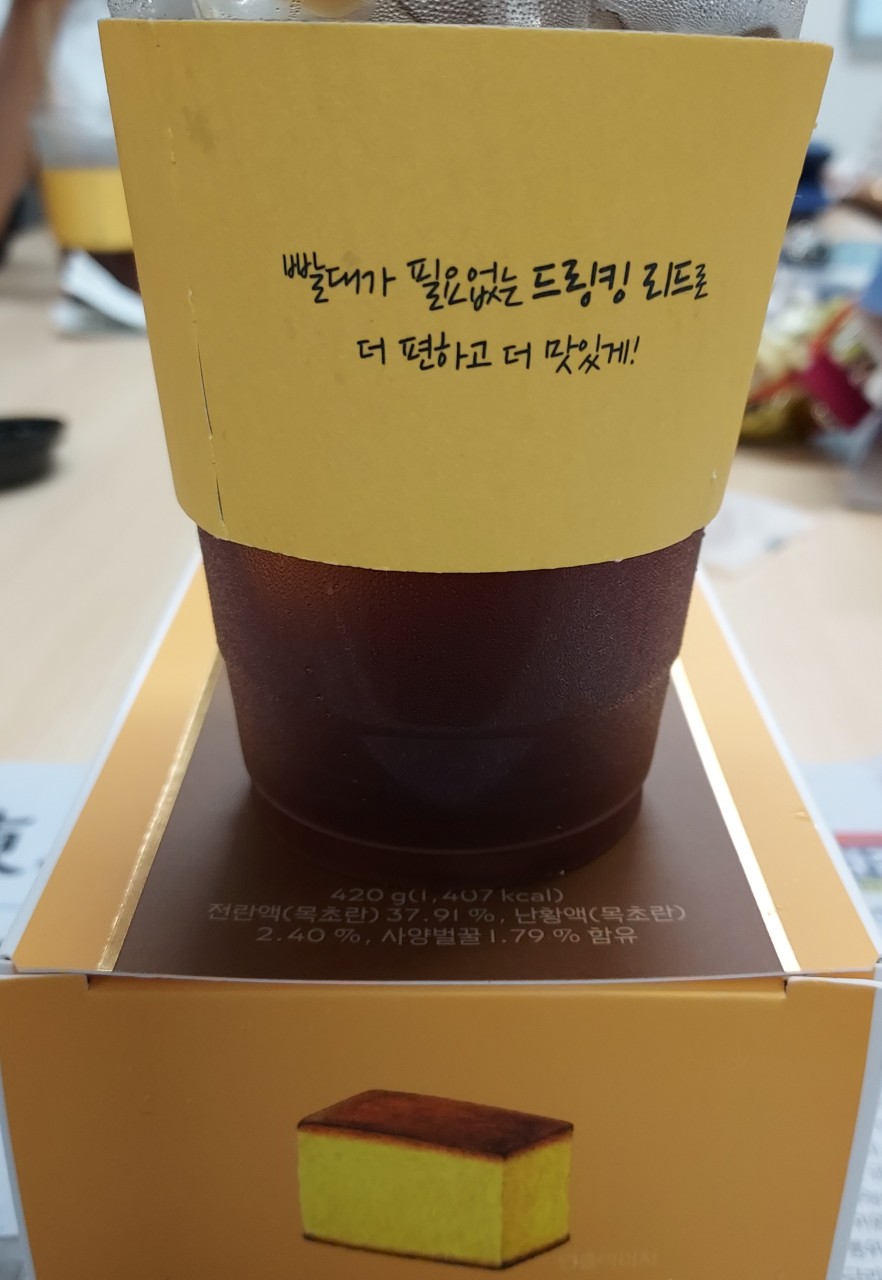 빨대가 필요없는 드링킹 리드로
더 편하고 더 맛있게!
420 g(1,407 kcal)
전란액(목초란) 37.91 %, 난황액(목초란)
2.40 %, 사양벌꿀 1.79 % 함유